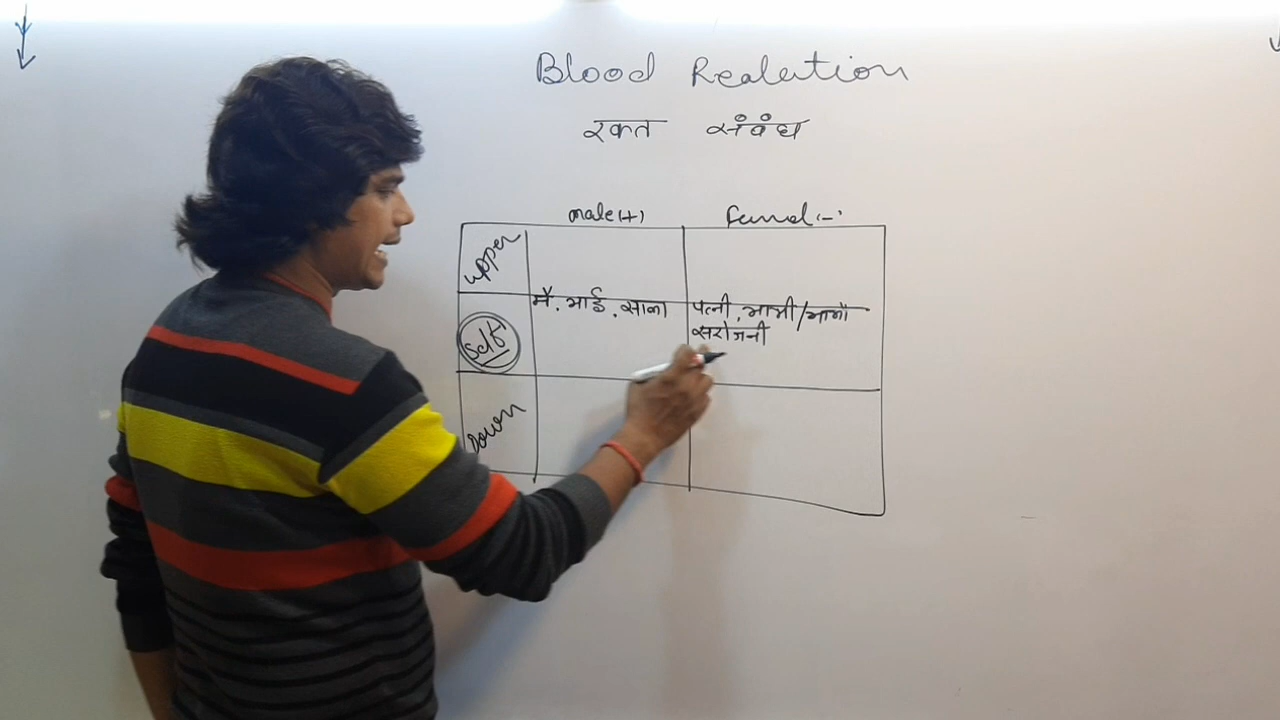 Blood Realation
रक्त संबंध
male(+) Femal(-)
upper
मैं, भाई, साला पत्नी, भाभी/भाभी
self सरोजनी
Down